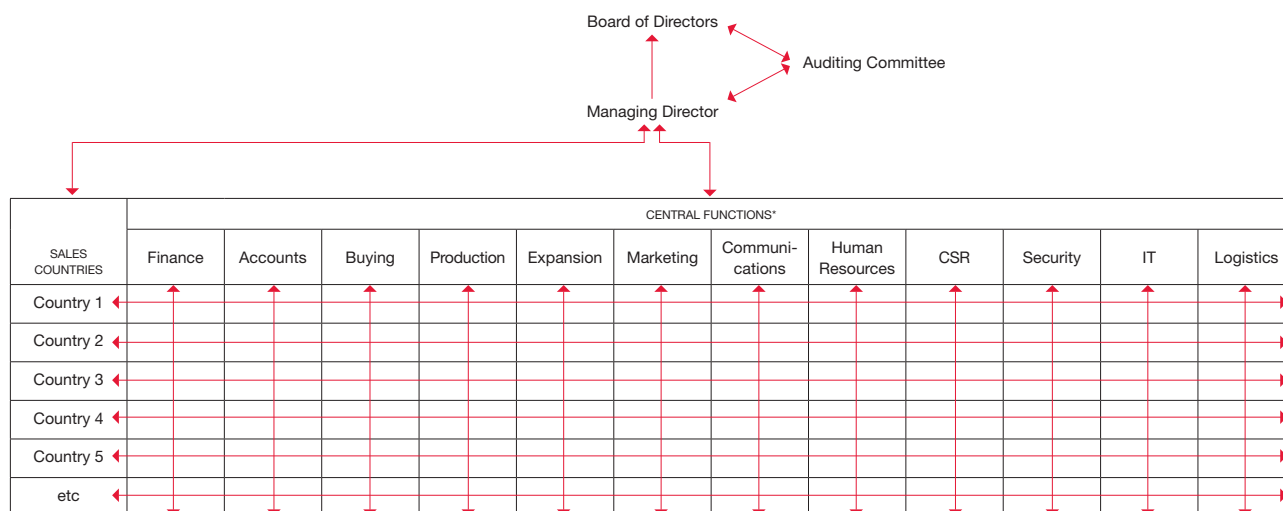 Board of Directors
Auditing Committee
Managing Director
CENTRAL FUNCTIONS*
SALES
COUNTRIES
Finance
Accounts
Buying
Production
Expansion
Marketing
Communi-
cations
Human
Resources
CSR
Security
IT
Logistics
Country 1
Country 2
Country 3
Country 4
Country 5
etc